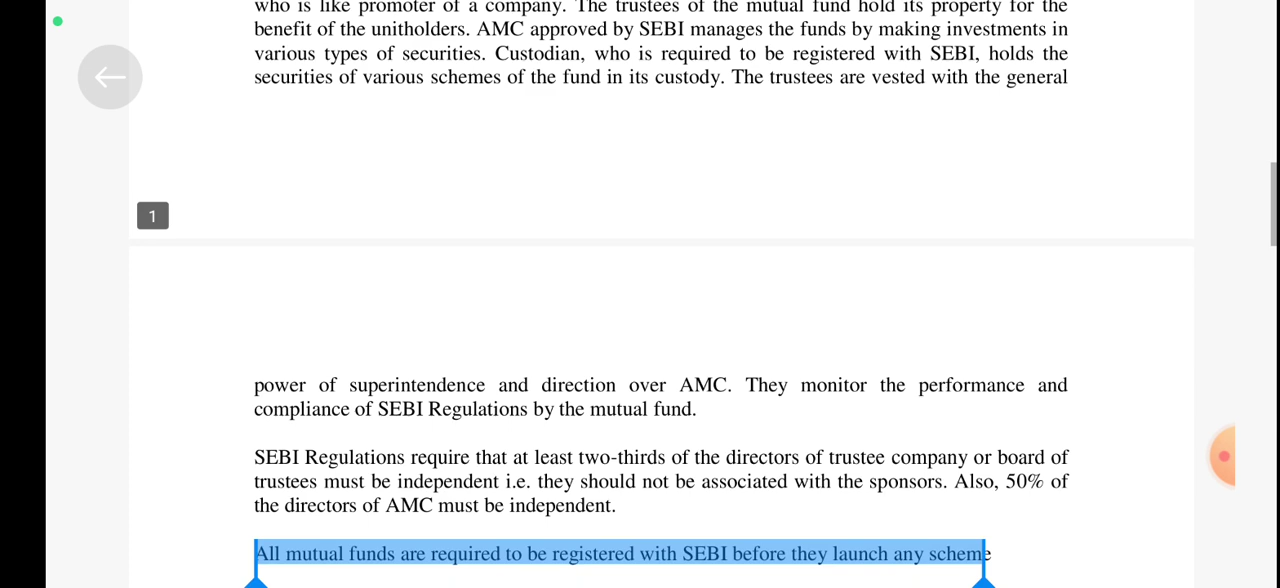 who is like promoter of a company. The trustees of the mutual fund hold its property for the
benefit of the unitholders. AMC approved by SEBI manages the funds by making investments in
various types of securities. Custodian, who is required to be registered with SEBI, holds the
securities of various schemes of the fund in its custody. The trustees are vested with the general
1
power of superintendence and direction over AMC. They monitor the performance and
compliance of SEBI Regulations by the mutual fund.
SEBI Regulations require that at least two-thirds of the directors of trustee company or board of
trustees must be independent i.e. they should not be associated with the sponsors. Also, 50% of
the directors of AMC must be independent.
All mutual funds are required to be registered with SEBI before they launch any scheme